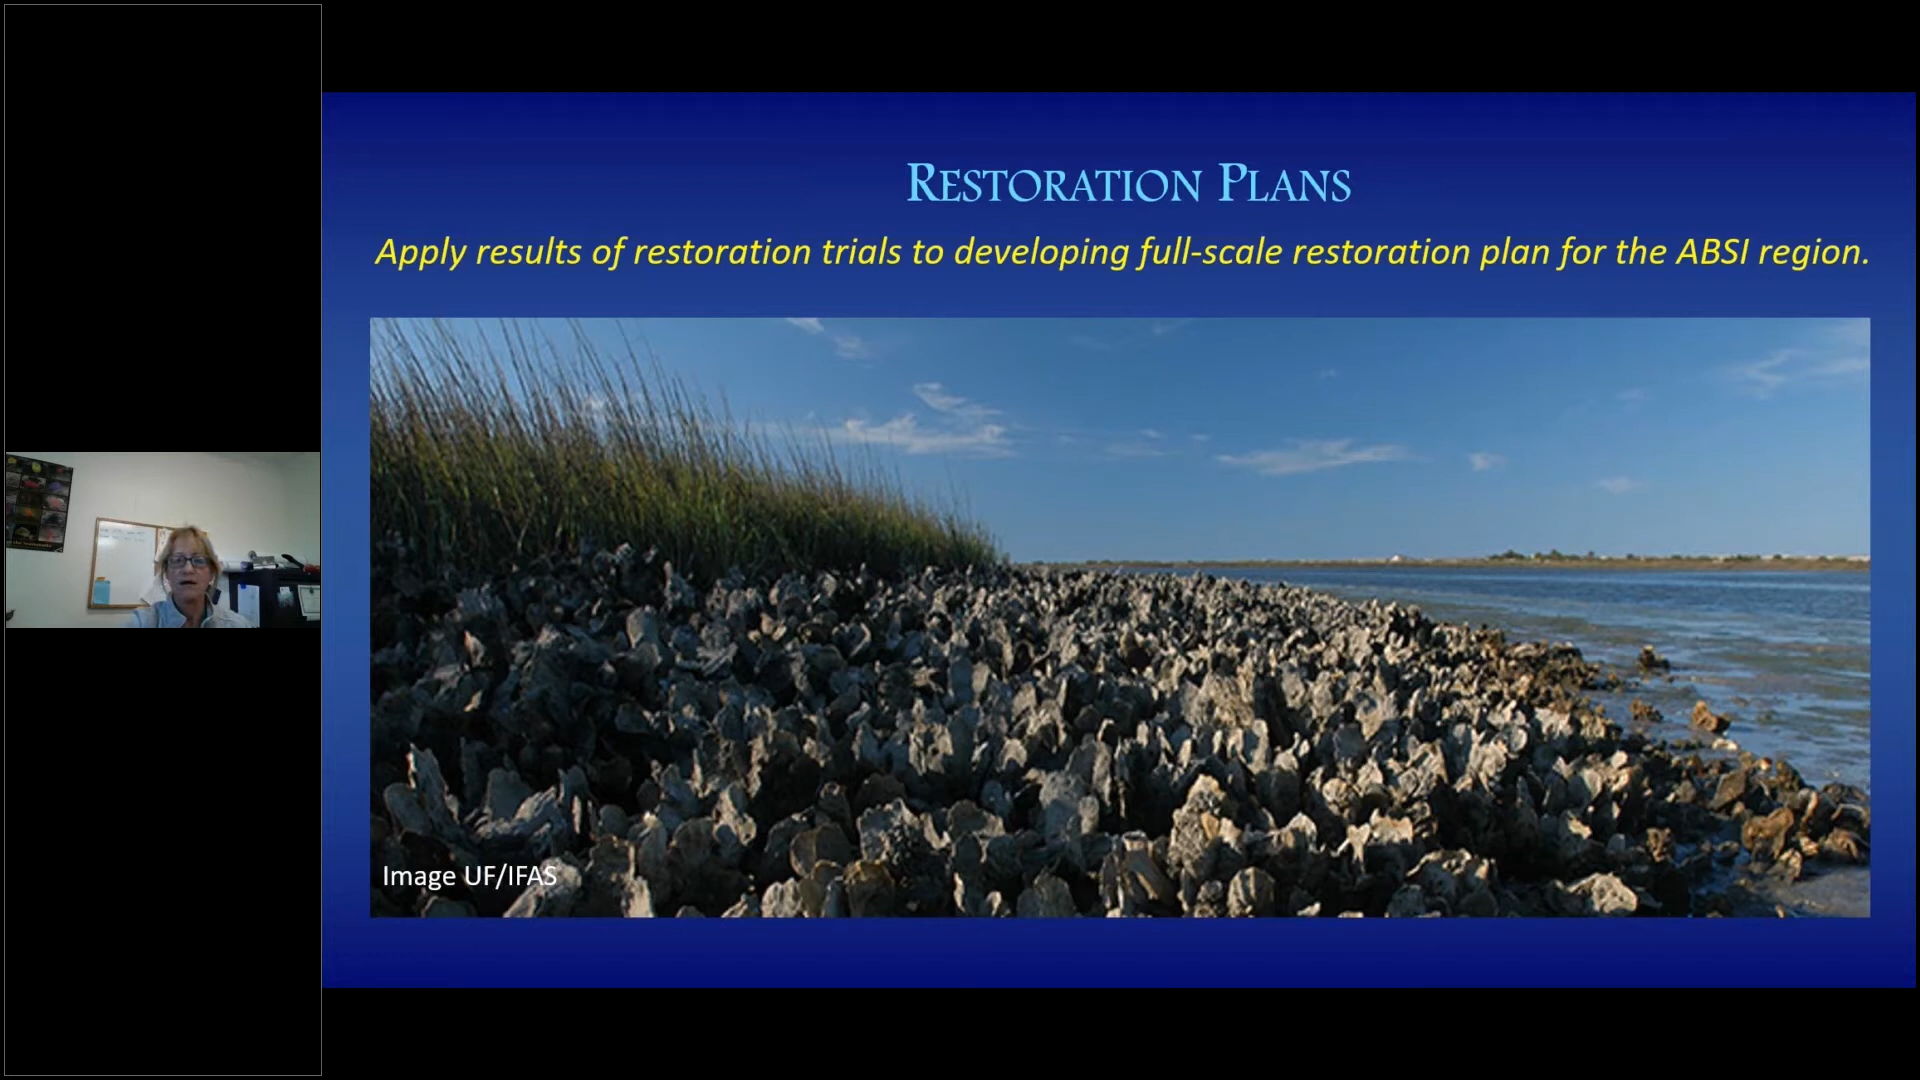 RESTORATION PLANS
Apply results of restoration trials to developing full-scale restoration plan for the ABSI region.
Image UF/IFAS